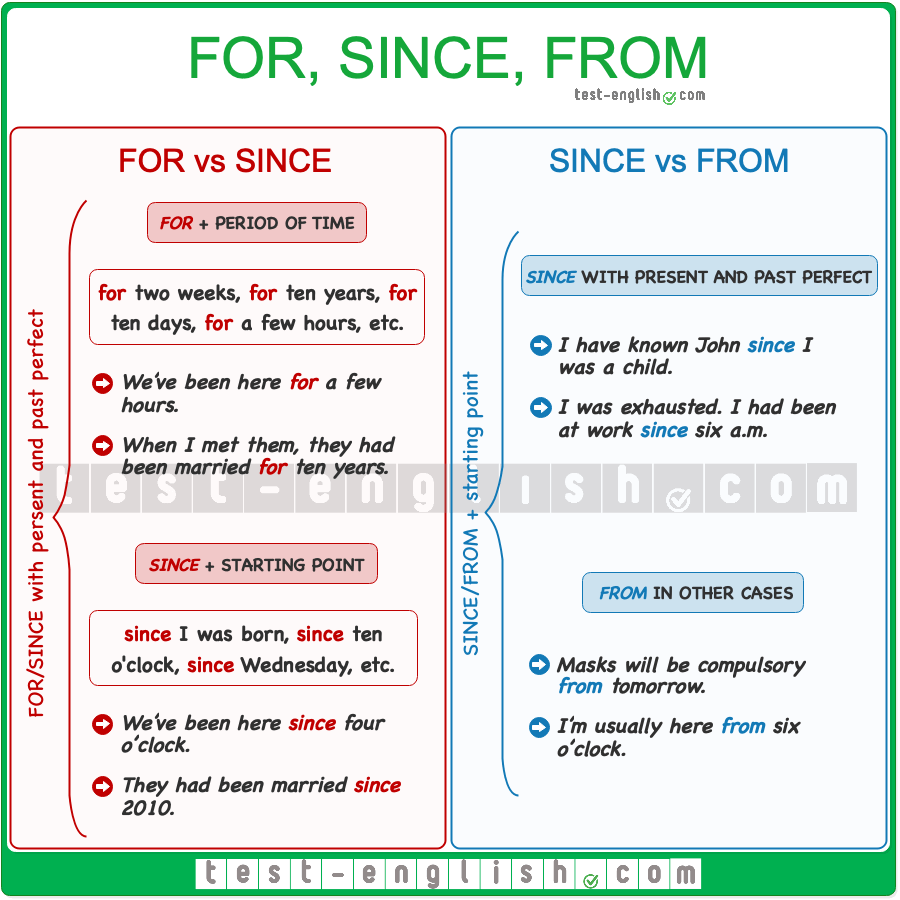 FOR, SINCE, FROM
test-english.com
FOR vs SINCE
FOR/SINCE with persent and past perfect
FOR + PERIOD OF TIME
for two weeks, for ten years, for
ten days, for a few hours, etc.
We've been here for a few
hours.
When I met them, they had
been married for ten years.
SINCE + STARTING POINT
since I was born, since ten
o'clock, since Wednesday, etc.
We've been here since four
o'clock.
They had been married since
2010.
SINCE vs FROM
SINCE/FROM + starting point
SINCE WITH PRESENT AND PAST PERFECT
I have known John since I
was a child.
I was exhausted. I had been
at work since six a.m.
FROM IN OTHER CASES
Masks will be compulsory
from tomorrow.
I'm usually here from six
o'clock.
test-english.com
test-english.com